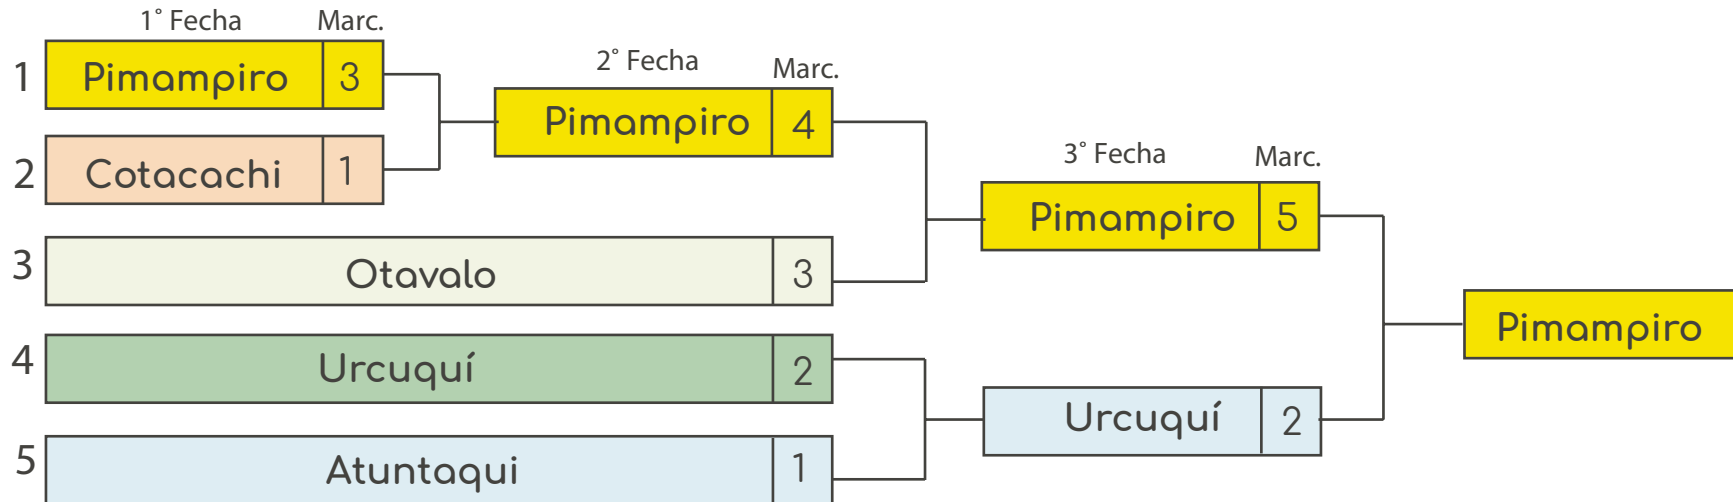 1° Fecha Marc.
2° Fecha Marc.
1 Pimampiro 3
Pimampiro 4
3° Fecha Marc.
2 Cotacachi 1
Pimampiro 5
3 Otavalo 3
Pimampiro
4 Urcuquí 2
Urcuquí 2
5 Atuntaqui 1